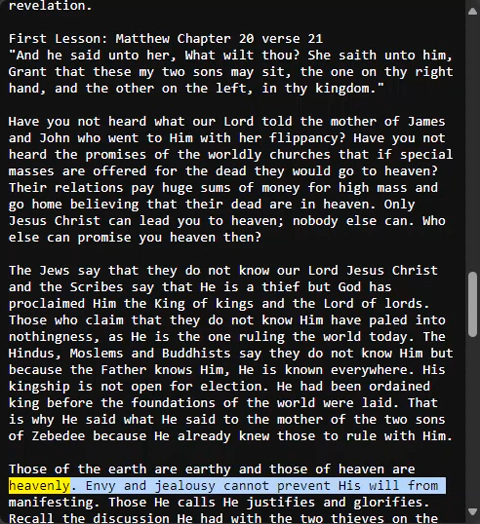 revelation.
First Lesson: Matthew Chapter 20 verse 21
"And he said unto her, What wilt thou? She saith unto him,
Grant that these my two sons may sit, the one on thy right
hand, and the other on the left, in thy kingdom."
Have you not heard what our Lord told the mother of James
and John who went to Him with her flippancy? Have you not
heard the promises of the worldly churches that if special
masses are offered for the dead they would go to heaven?
Their relations pay huge sums of money for high mass and
go home believing that their dead are in heaven. Only
Jesus Christ can lead you to heaven; nobody else can. Who
else can promise you heaven then?
The Jews say that they do not know our Lord Jesus Christ
and the Scribes say that He is a thief but God has
proclaimed Him the King of kings and the Lord of lords.
Those who claim that they do not know Him have paled into
nothingness, as He is the one ruling the world today. The
Hindus, Moslems and Buddhists say they do not know Him but
because the Father knows Him, He is known everywhere. His
kingship is not open for election. He had been ordained
king before the foundations of the world were laid. That
is why He said what He said to the mother of the two sons
of Zebedee because He already knew those to rule with Him.
Those of the earth are earthy and those of heaven are
heavenly. Envy and jealousy cannot prevent His will from
manifesting. Those He calls He justifies and glorifies.
Recall the discussion He had with the two thieves on the